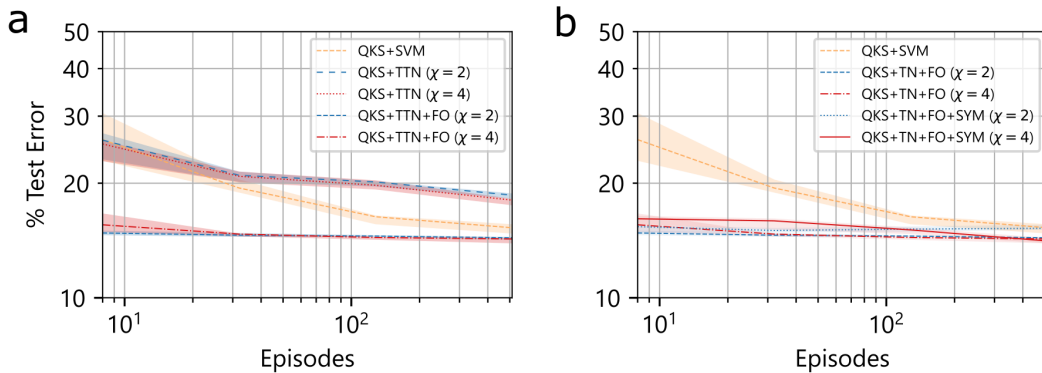 a
50
40
30
20
10
% Test Error
QKS+SVM
QKS+TTN (χ = 2)
QKS+TTN (χ = 4)
QKS+TTN+FO (χ = 2)
QKS+TTN+FO (χ = 4)
10¹
10²
Episodes
b
50
40
30
20
10
QKS+SVM
QKS+TN+FO (χ = 2)
QKS+TN+FO (χ = 4)
QKS+TN+FO+SYM (χ = 2)
QKS+TN+FO+SYM (χ = 4)
10¹
10²
Episodes